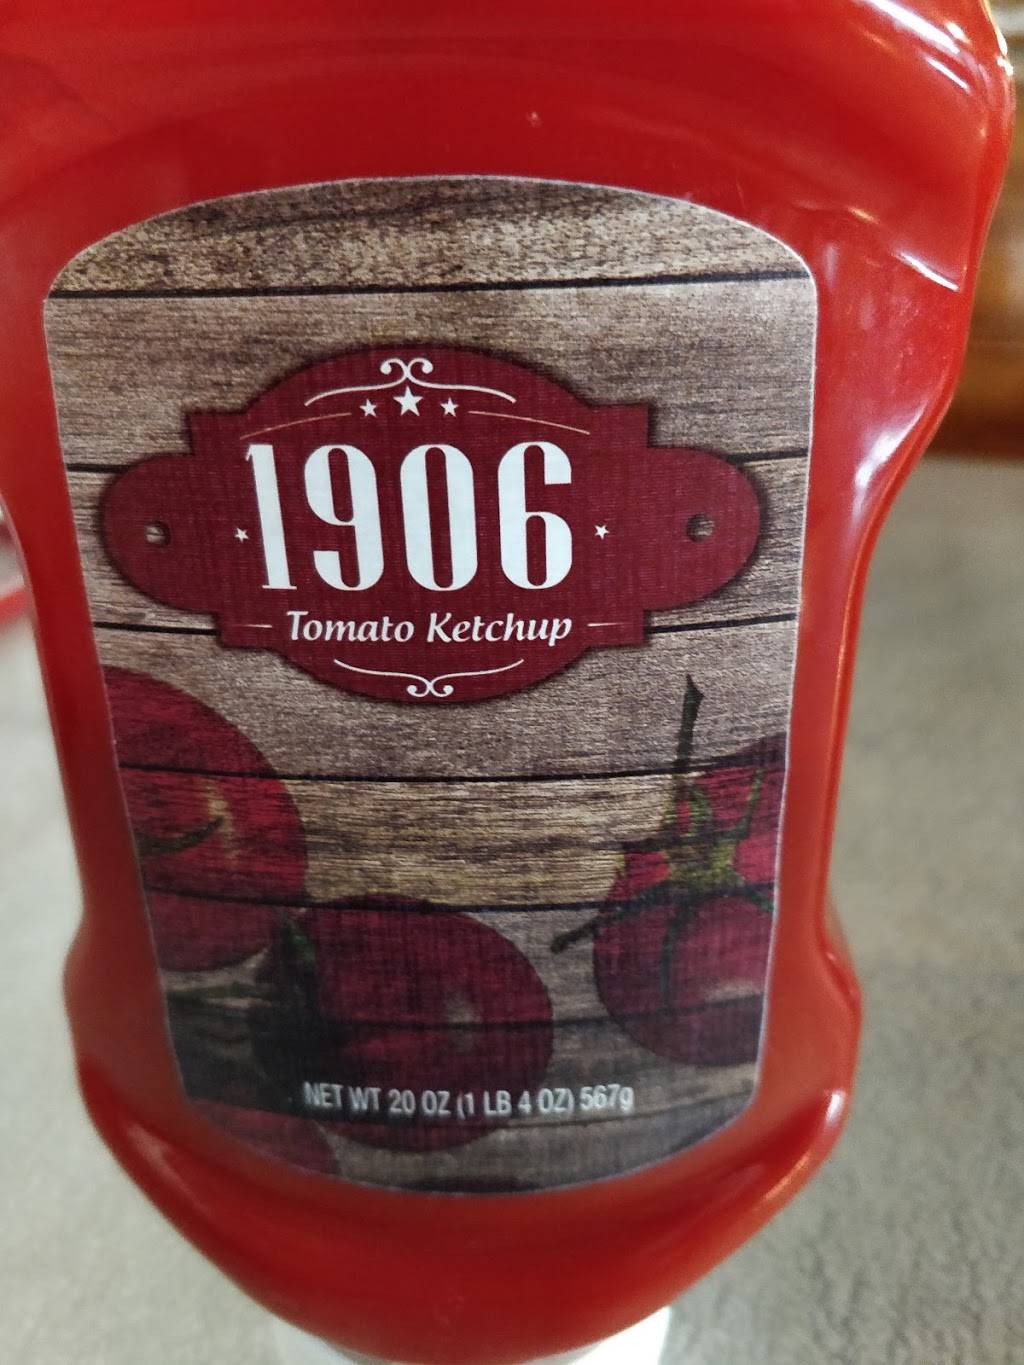 1906
Tomato Ketchup
NET WT 20 OZ (1 LB 4 OZ) 567g